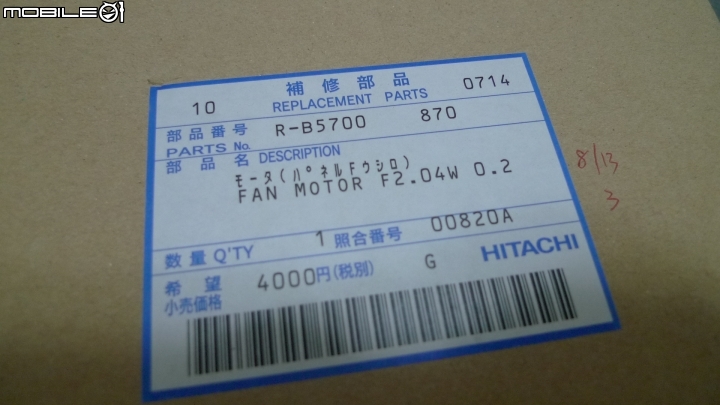 MOBILE01
補修部品
10 REPLACEMENT PARTS 0714
部品番号
PARTS No. R-B5700 870
部品名 DESCRIPTION
モータ(パネルFウシロ)
FAN MOTOR F2.04W 0.2
数量 Q'TY 1 照合番号 00820A
希望
小売価格 4000円(税別) G HITACHI
8/13
3